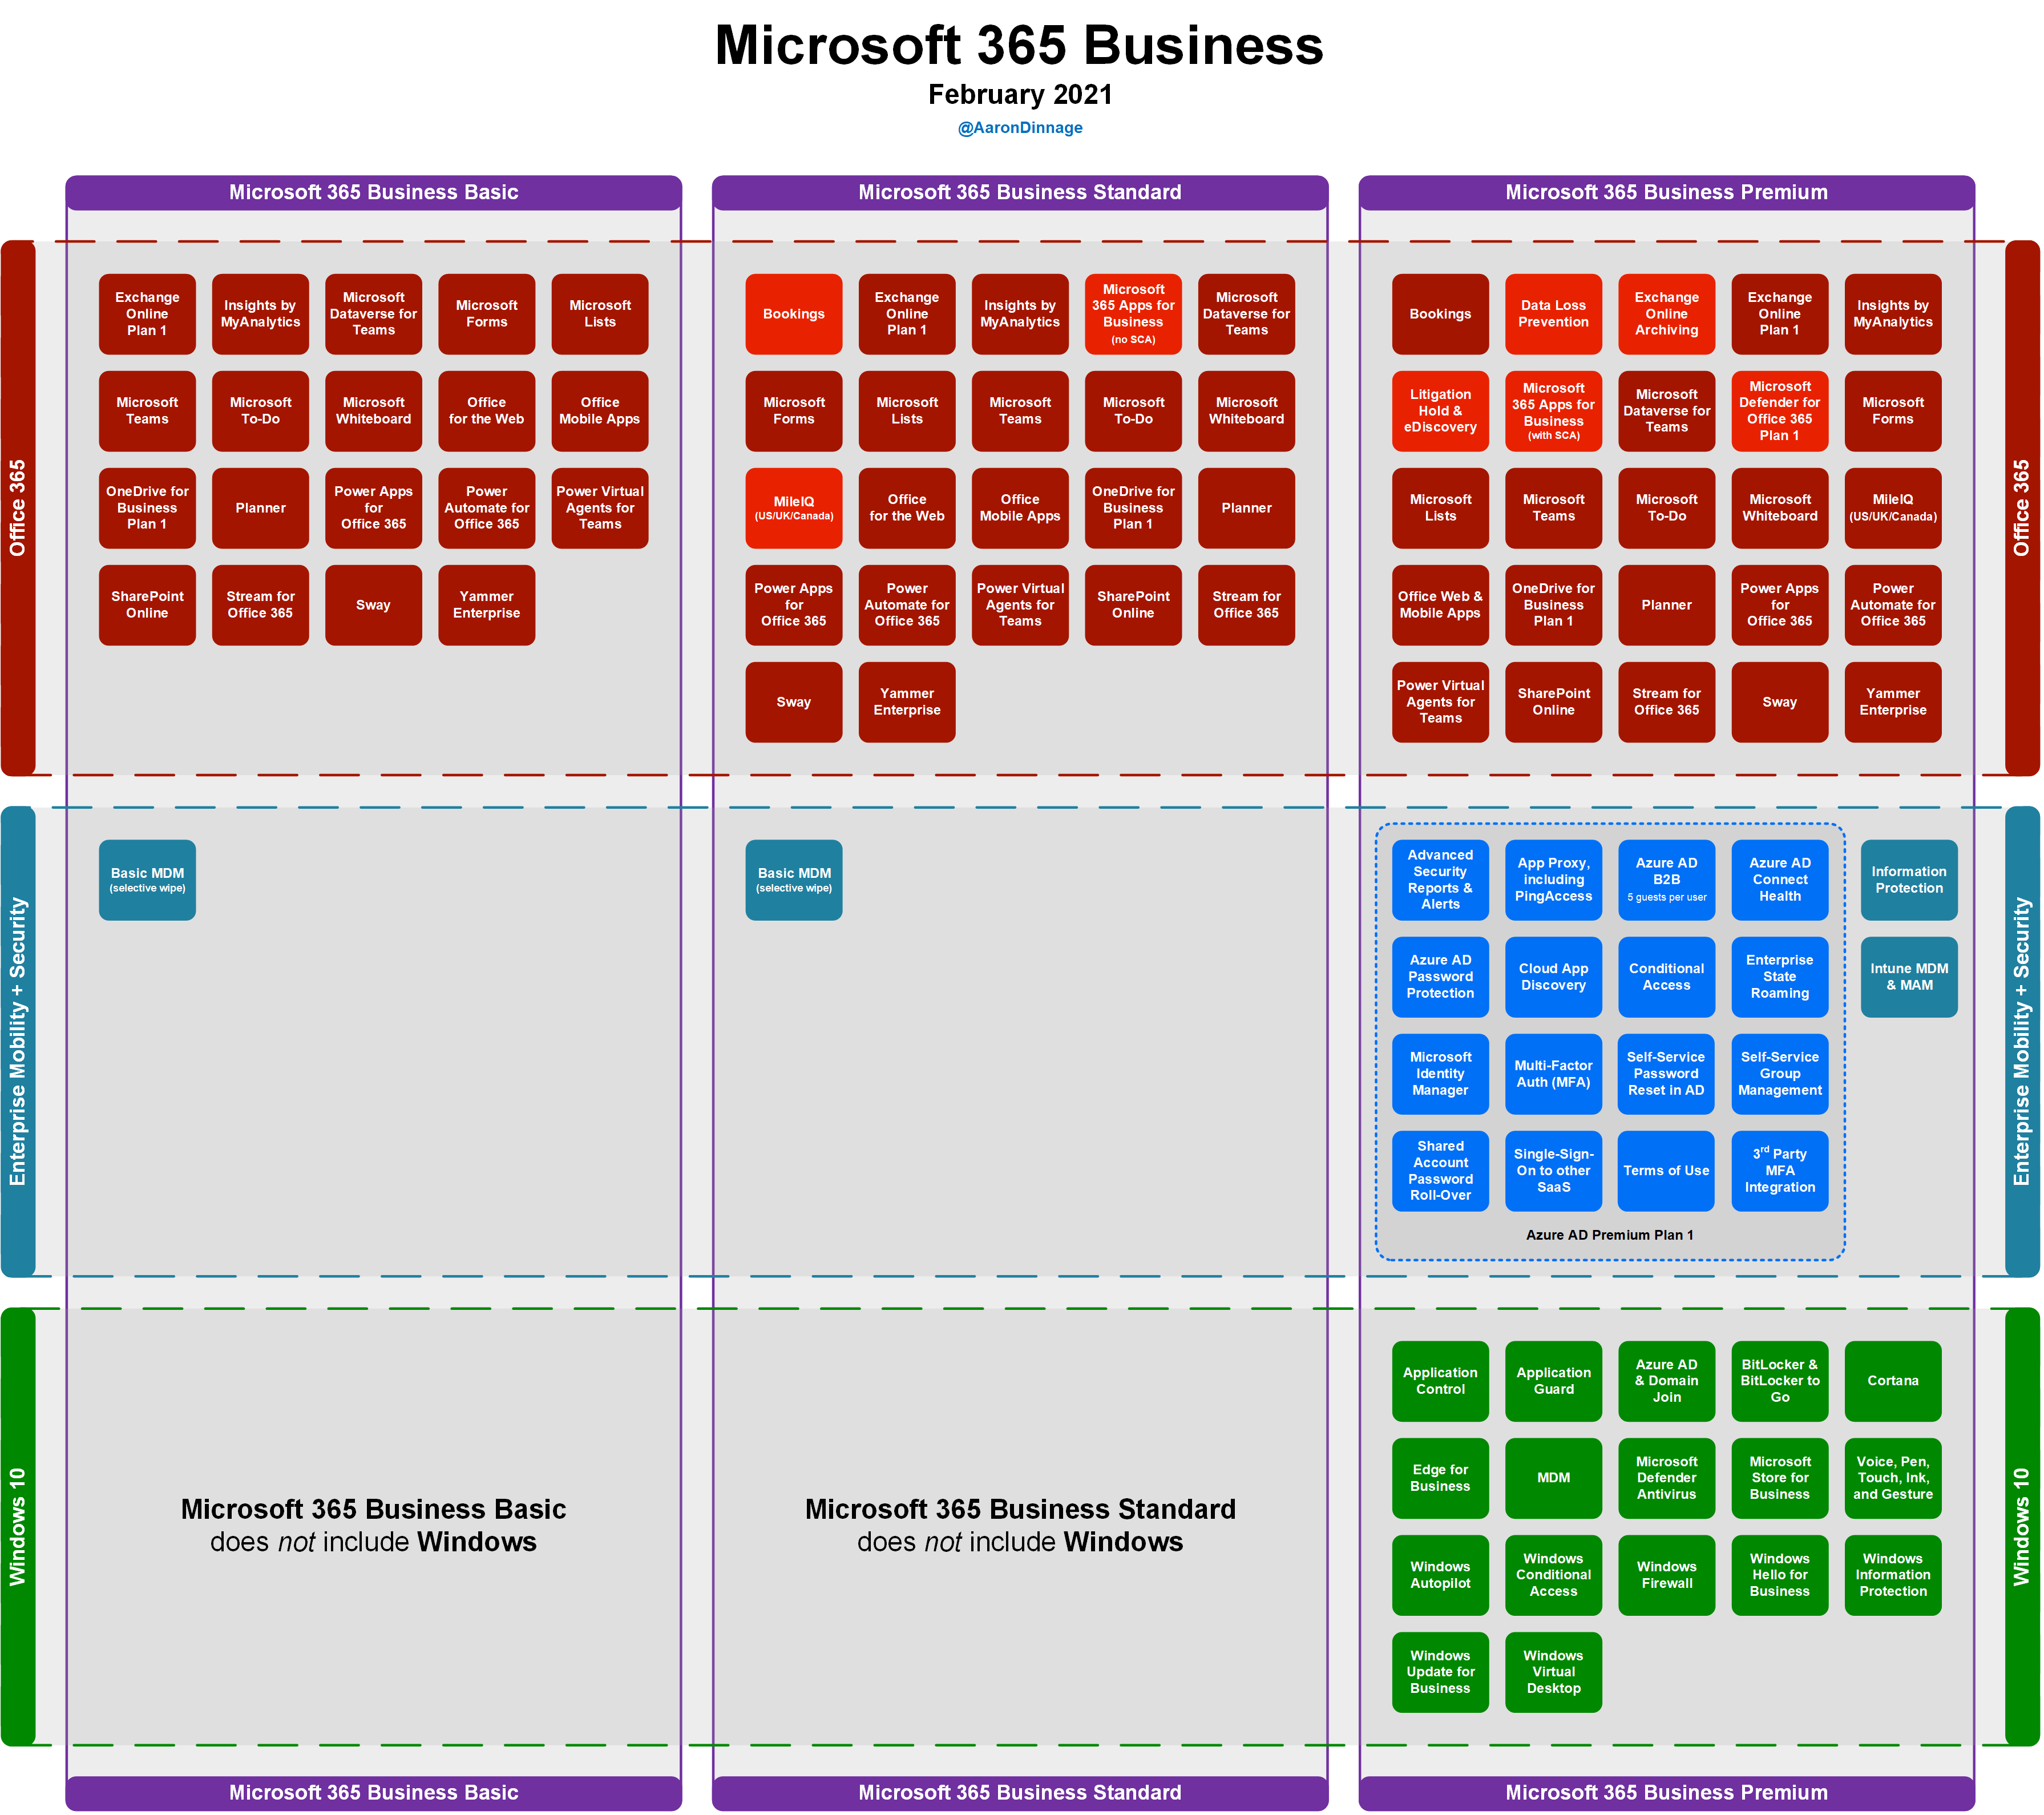 Microsoft 365 Business
February 2021
@AaronDinnage
Microsoft 365 Business Basic
Microsoft 365 Business Standard
Microsoft 365 Business Premium
Office 365
Exchange
Online
Plan 1
Insights by
MyAnalytics
Microsoft
Dataverse for
Teams
Microsoft
Forms
Microsoft
Lists
Microsoft
Teams
Microsoft
To-Do
Microsoft
Whiteboard
Office
for the Web
Office
Mobile Apps
OneDrive for
Business
Plan 1
Planner
Power Apps
for
Office 365
Power
Automate for
Office 365
Power Virtual
Agents for
Teams
SharePoint
Online
Stream for
Office 365
Sway
Yammer
Enterprise
Bookings
Exchange
Online
Plan 1
Insights by
MyAnalytics
Microsoft
365 Apps for
Business
(no SCA)
Microsoft
Dataverse for
Teams
Microsoft
Forms
Microsoft
Lists
Microsoft
Teams
Microsoft
To-Do
Microsoft
Whiteboard
MileIQ
(US/UK/Canada)
Office
for the Web
Office
Mobile Apps
OneDrive for
Business
Plan 1
Planner
Power Apps
for
Office 365
Power
Automate for
Office 365
Power Virtual
Agents for
Teams
SharePoint
Online
Stream for
Office 365
Sway
Yammer
Enterprise
Bookings
Data Loss
Prevention
Exchange
Online
Archiving
Exchange
Online
Plan 1
Insights by
MyAnalytics
Litigation
Hold &
eDiscovery
Microsoft
365 Apps for
Business
(with SCA)
Microsoft
Dataverse for
Teams
Microsoft
Defender for
Office 365
Plan 1
Microsoft
Forms
Microsoft
Lists
Microsoft
Teams
Microsoft
To-Do
Microsoft
Whiteboard
MileIQ
(US/UK/Canada)
Office Web &
Mobile Apps
OneDrive for
Business
Plan 1
Planner
Power Apps
for
Office 365
Power
Automate for
Office 365
Power Virtual
Agents for
Teams
SharePoint
Online
Stream for
Office 365
Sway
Yammer
Enterprise
Office 365
Enterprise Mobility + Security
Basic MDM
(selective wipe)
Basic MDM
(selective wipe)
Advanced
Security
Reports &
Alerts
App Proxy,
including
PingAccess
Azure AD
B2B
5 guests per user
Azure AD
Connect
Health
Information
Protection
Azure AD
Password
Protection
Cloud App
Discovery
Conditional
Access
Enterprise
State
Roaming
Intune MDM
& MAM
Microsoft
Identity
Manager
Multi-Factor
Auth (MFA)
Self-Service
Password
Reset in AD
Self-Service
Group
Management
Shared
Account
Password
Roll-Over
Single-Sign-
On to other
SaaS
Terms of Use
3rd Party
MFA
Integration
Azure AD Premium Plan 1
Enterprise Mobility + Security
Windows 10
Microsoft 365 Business Basic
does not include Windows
Microsoft 365 Business Standard
does not include Windows
Application
Control
Application
Guard
Azure AD
& Domain
Join
BitLocker &
BitLocker to
Go
Cortana
Edge for
Business
MDM
Microsoft
Defender
Antivirus
Microsoft
Store for
Business
Voice, Pen,
Touch, Ink,
and Gesture
Windows
Autopilot
Windows
Conditional
Access
Windows
Firewall
Windows
Hello for
Business
Windows
Information
Protection
Windows
Update for
Business
Windows
Virtual
Desktop
Windows 10
Microsoft 365 Business Basic
Microsoft 365 Business Standard
Microsoft 365 Business Premium